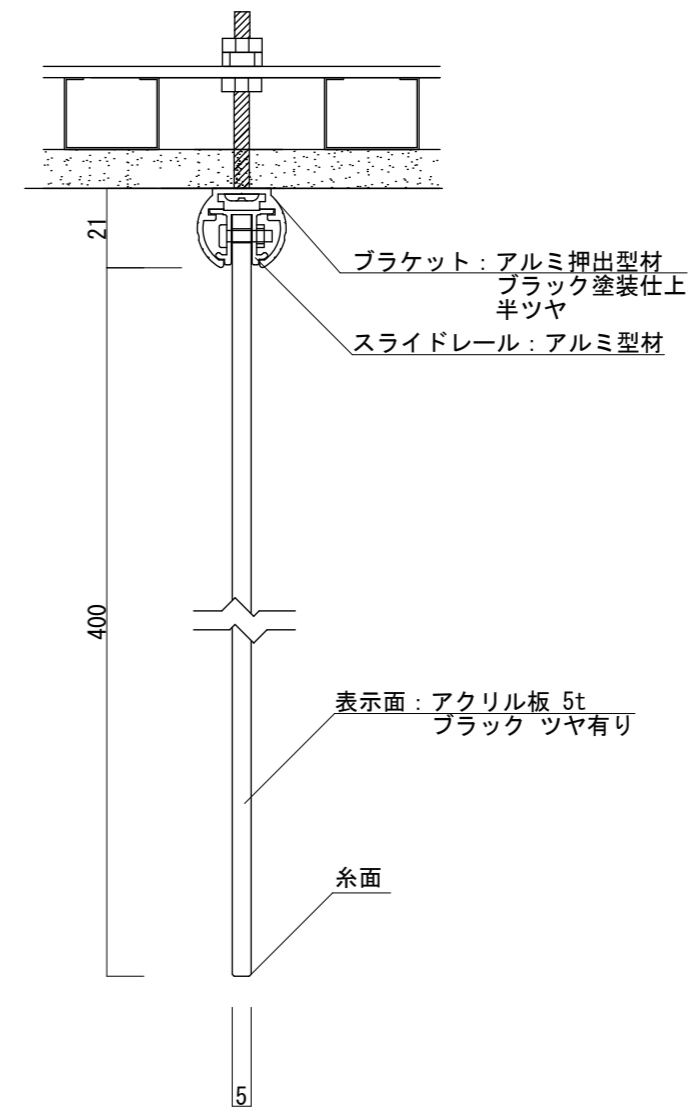 21
ブラケット：アルミ押出型材
ブラック塗装仕上
半ツヤ
スライドレール：アルミ型材
400
表示面：アクリル板 5t
ブラック ツヤ有り
糸面
5